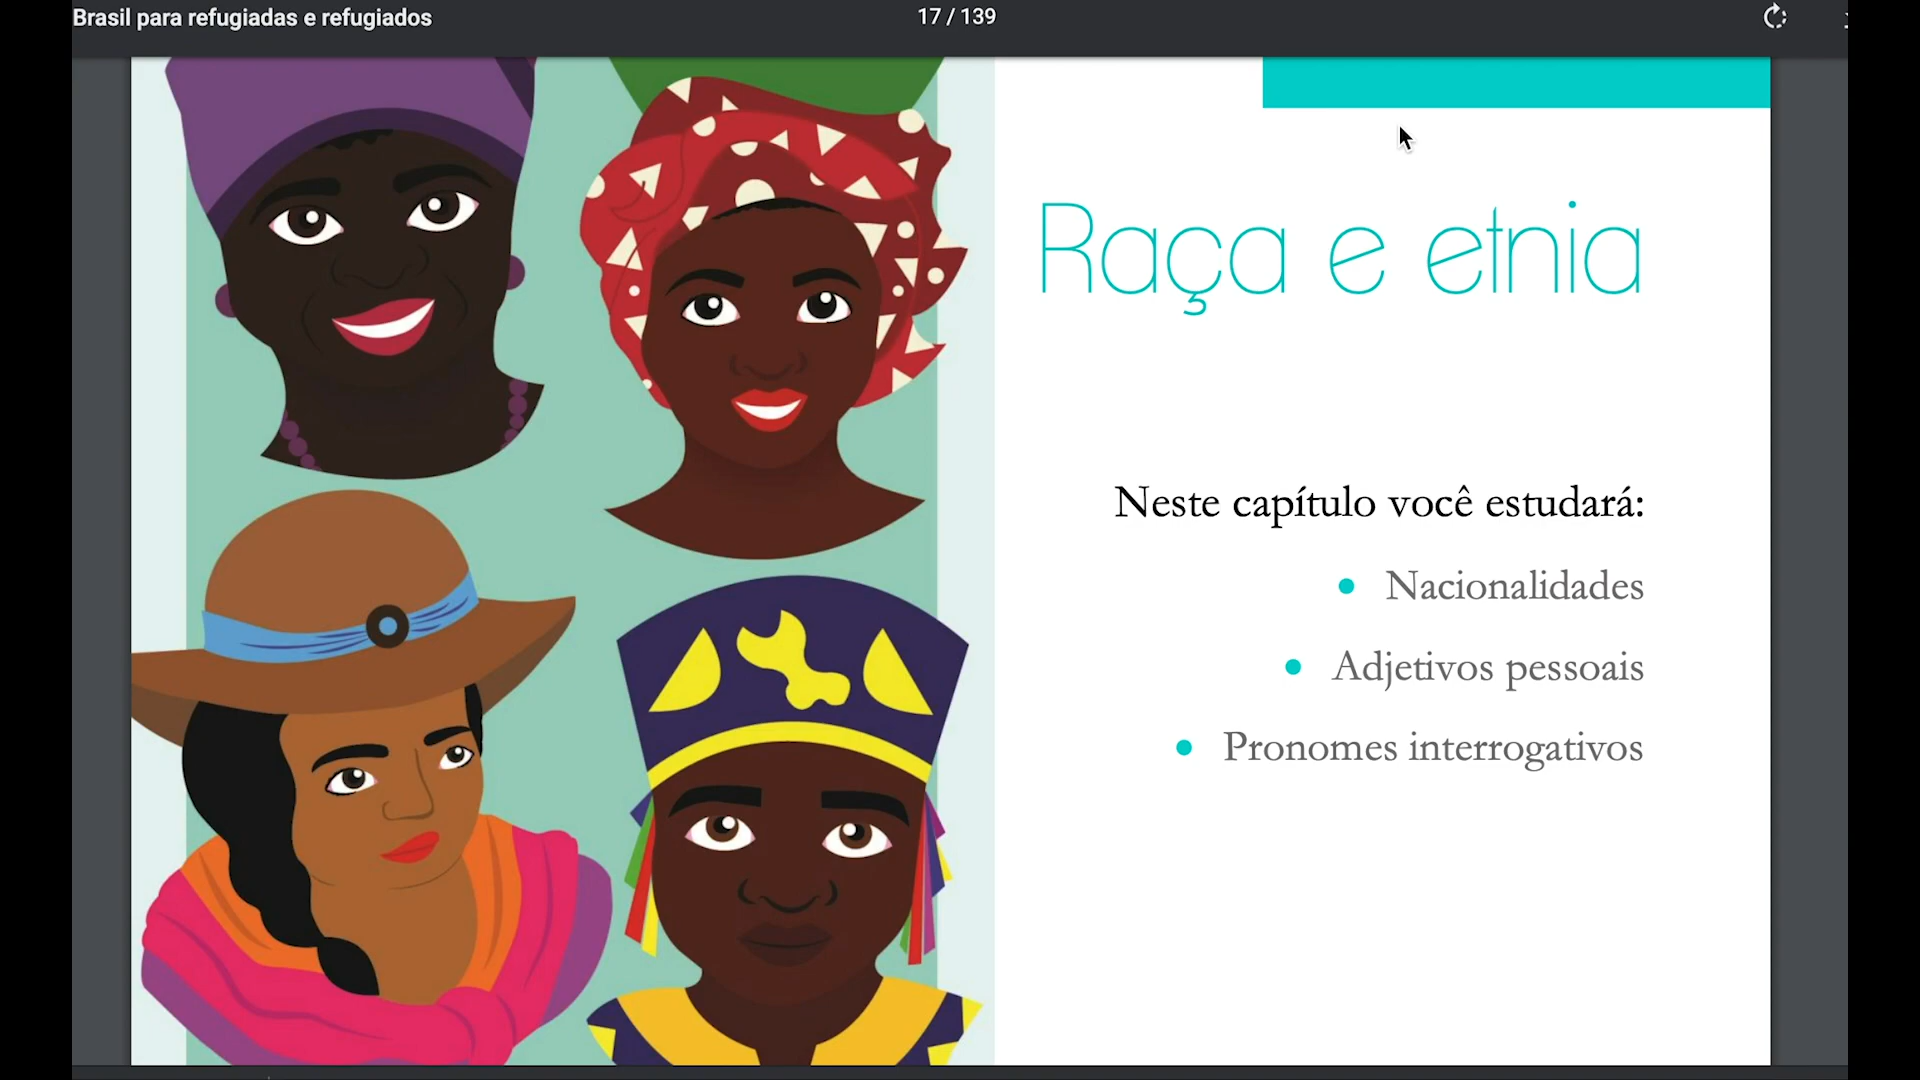 Brasil para refugiadas e refugiados
17 / 139
Raça e etnia
Neste capítulo você estudará:
• Nacionalidades
• Adjetivos pessoais
• Pronomes interrogativos